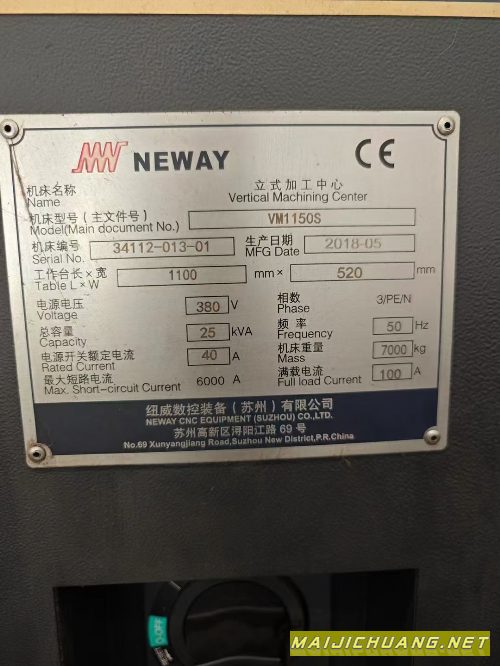 NEWAY
CE
机床名称 立式加工中心
Name Vertical Machining Center
机床型号(主文件号) VM1150S
Model(Main document No.)
机床编号 34112-013-01 生产日期 2018-05
Serial No. MFG Date
工作台长×宽 1100 mm× 520 mm
Table L×W
电源电压 380 V 相数 3/PE/N
Voltage Phase
总容量 25 kVA 频 率 50 Hz
Capacity Frequency
电源开关额定电流 40 A 机床重量 7000 kg
Rated Current Mass
最大短路电流 6000 A 满载电流 100 A
Max. Short-circuit Current Full load Current
纽威数控装备(苏州)有限公司
NEWAY CNC EQUIPMENT (SUZHOU) CO.,LTD.
苏州高新区浔阳江路 69 号
No.69 Xunyangjiang Road,Suzhou New District,P.R.China
O-OFF
MAIJICHUANG.NET